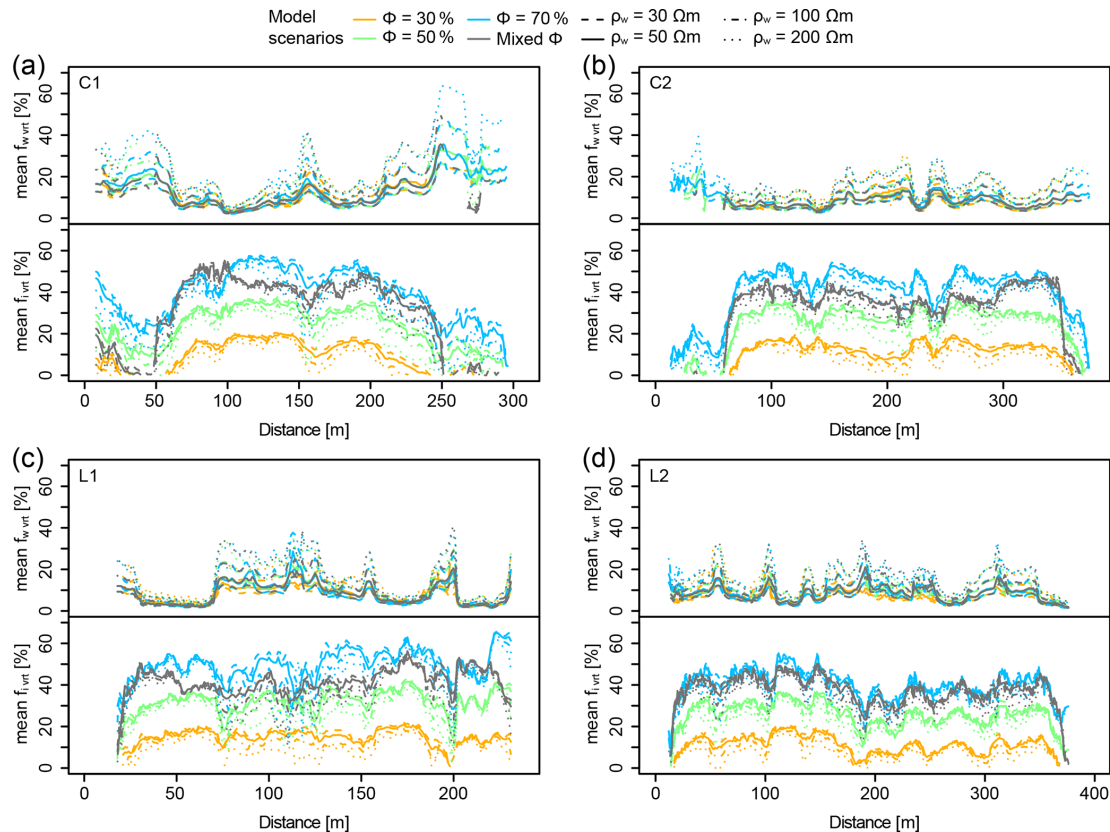 Model scenarios
Φ = 30 % Φ = 70 % ρw = 30 Ωm ρw = 100 Ωm
Φ = 50 % Mixed Φ ρw = 50 Ωm ρw = 200 Ωm
(a)
C1
mean fw vrt [%]
0 20 40 60
mean fi vrt [%]
0 20 40 60
0 50 100 150 200 250 300
Distance [m]
(b)
C2
mean fw vrt [%]
0 20 40 60
mean fi vrt [%]
0 20 40 60
0 100 200 300
Distance [m]
(c)
L1
mean fw vrt [%]
0 20 40 60
mean fi vrt [%]
0 20 40 60
0 50 100 150 200
Distance [m]
(d)
L2
mean fw vrt [%]
0 20 40 60
mean fi vrt [%]
0 20 40 60
0 100 200 300 400
Distance [m]